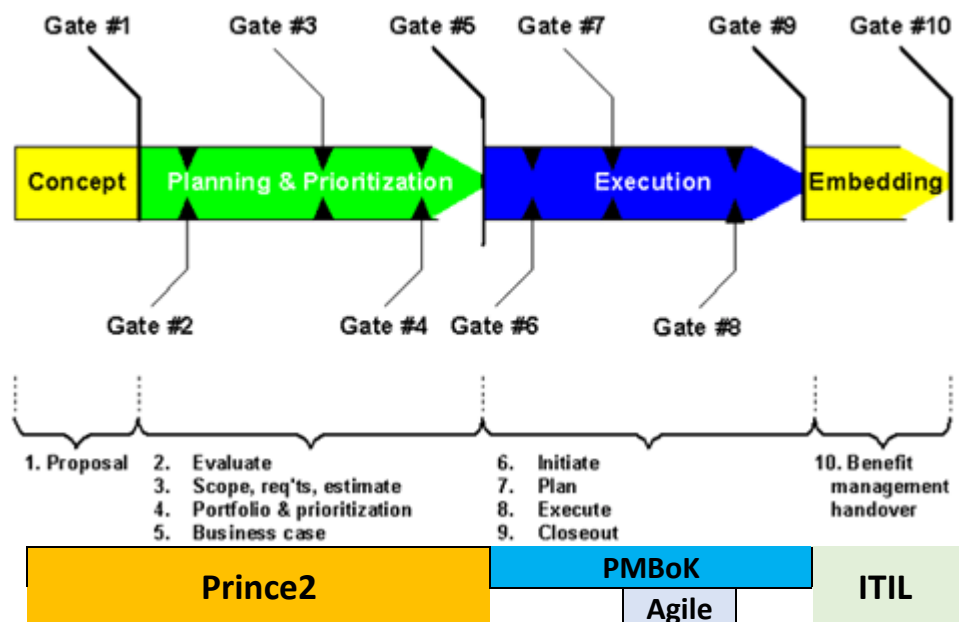 Gate #1 Gate #3 Gate #5 Gate #7 Gate #9 Gate #10
Concept Planning & Prioritization Execution Embedding
Gate #2 Gate #4 Gate #6 Gate #8
1. Proposal
2. Evaluate
3. Scope, req'ts, estimate
4. Portfolio & prioritization
5. Business case
6. Initiate
7. Plan
8. Execute
9. Closeout
10. Benefit
management
handover
Prince2
PMBoK
Agile
ITIL